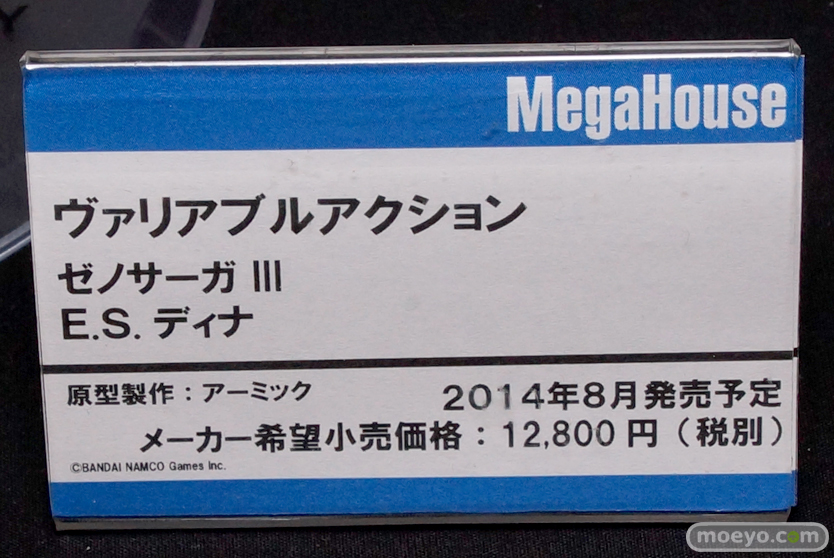 MegaHouse
ヴァリアブルアクション
ゼノサーガ III
E.S. ディナ
原型製作：アーミック
2014年8月発売予定
メーカー希望小売価格：12,800円（税別）
©BANDAI NAMCO Games Inc.
moeyo.com